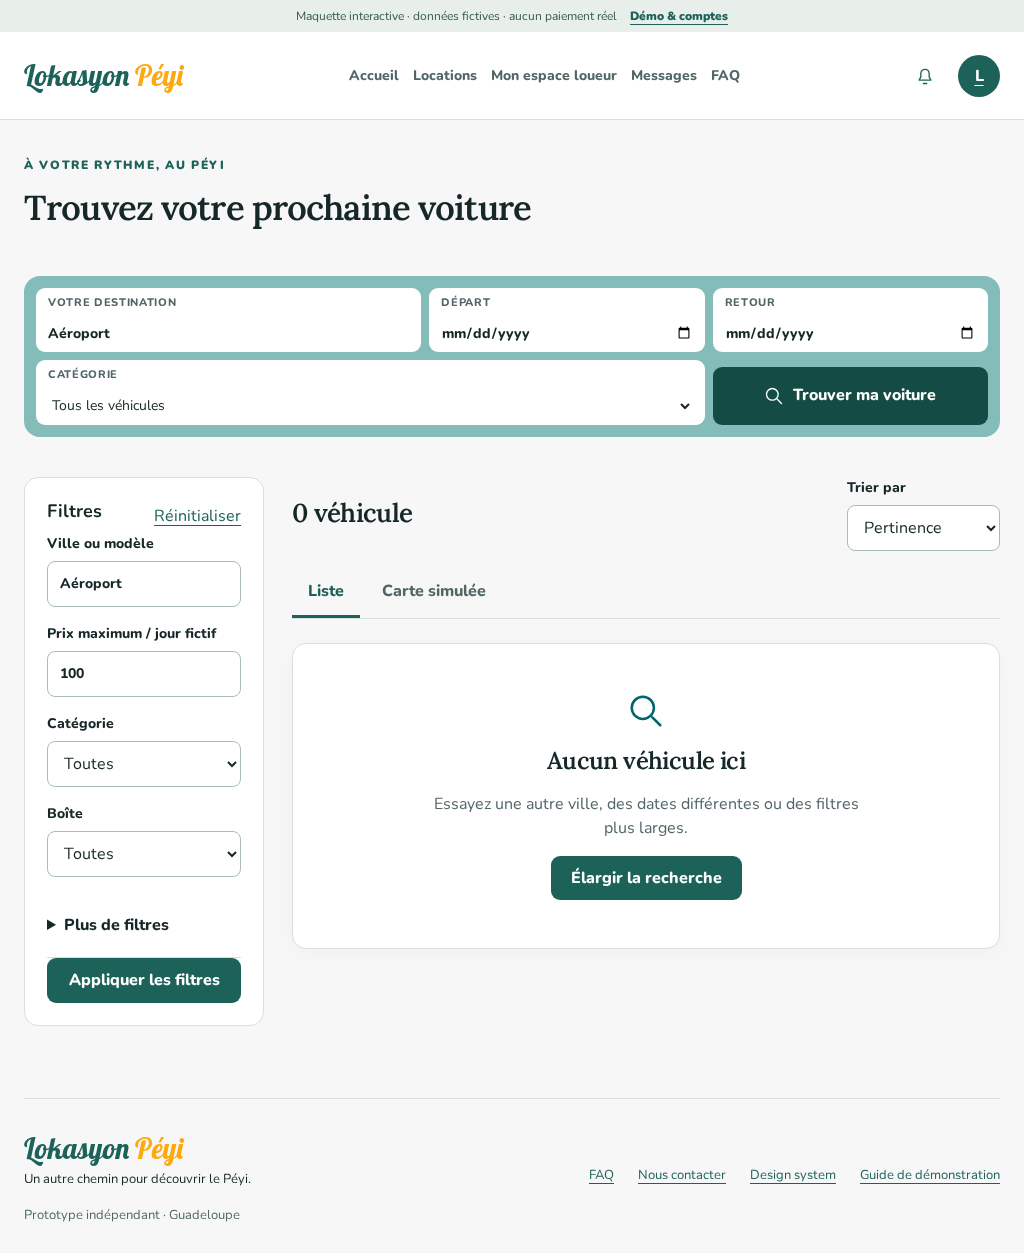 Maquette interactive · données fictives · aucun paiement réel Démo & comptes
Lokasyon Péyi
Accueil Locations Mon espace loueur Messages FAQ
L
À VOTRE RYTHME, AU PÉYI
Trouvez votre prochaine voiture
VOTRE DESTINATION
Aéroport
DÉPART
mm/dd/yyyy
RETOUR
mm/dd/yyyy
CATÉGORIE
Tous les véhicules
Trouver ma voiture
Filtres
Réinitialiser
Ville ou modèle
Aéroport
Prix maximum / jour fictif
100
Catégorie
Toutes
Boîte
Toutes
Plus de filtres
Appliquer les filtres
0 véhicule
Trier par
Pertinence
Liste
Carte simulée
Aucun véhicule ici
Essayez une autre ville, des dates différentes ou des filtres
plus larges.
Élargir la recherche
Lokasyon Péyi
Un autre chemin pour découvrir le Péyi.
Prototype indépendant · Guadeloupe
FAQ Nous contacter Design system Guide de démonstration